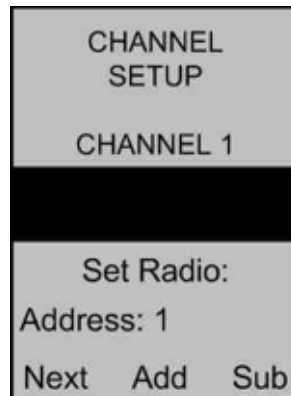 CHANNEL
SETUP
CHANNEL 1
Set Radio:
Address: 1
Next Add Sub